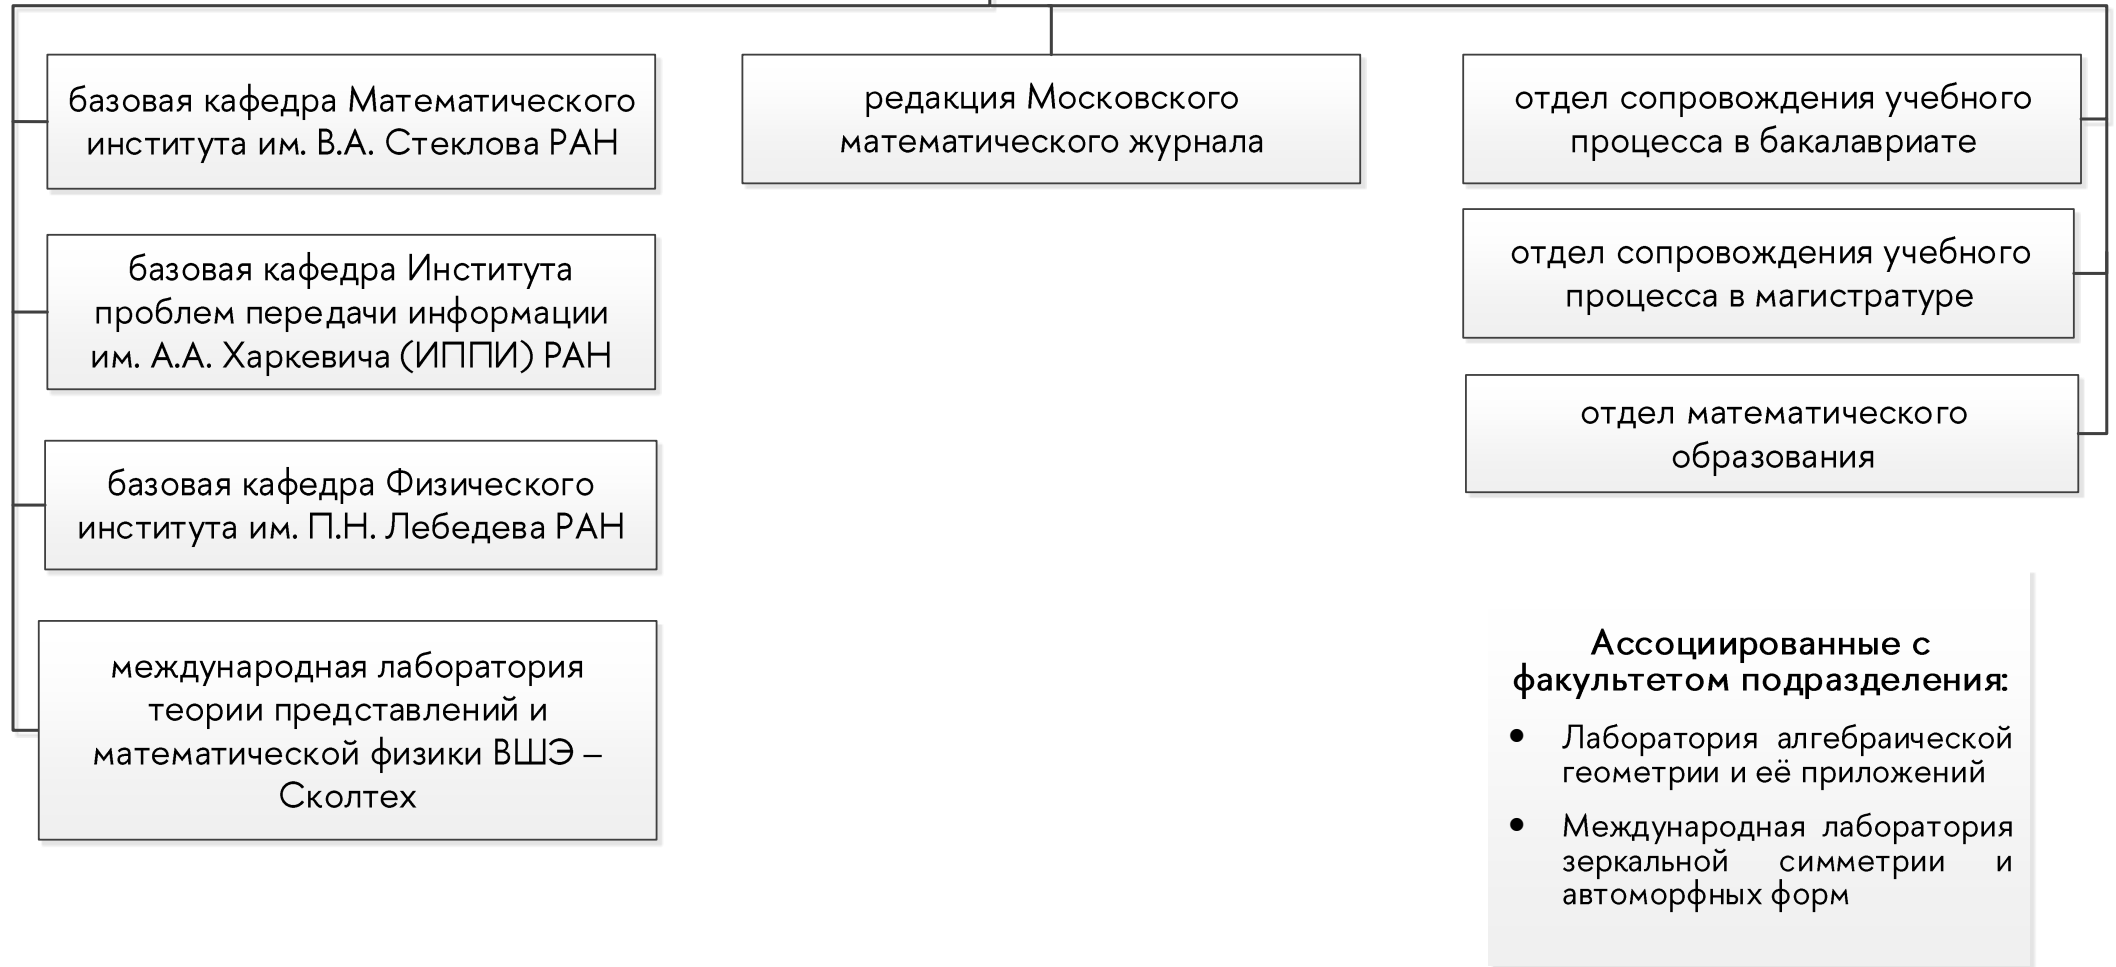 базовая кафедра Математического
института им. В.А. Стеклова РАН
базовая кафедра Института
проблем передачи информации
им. А.А. Харкевича (ИППИ) РАН
базовая кафедра Физического
института им. П.Н. Лебедева РАН
международная лаборатория
теории представлений и
математической физики ВШЭ –
Сколтех
редакция Московского
математического журнала
отдел сопровождения учебного
процесса в бакалавриате
отдел сопровождения учебного
процесса в магистратуре
отдел математического
образования
Ассоциированные с
факультетом подразделения:
• Лаборатория алгебраической
геометрии и её приложений
• Международная лаборатория
зеркальной симметрии и
автоморфных форм